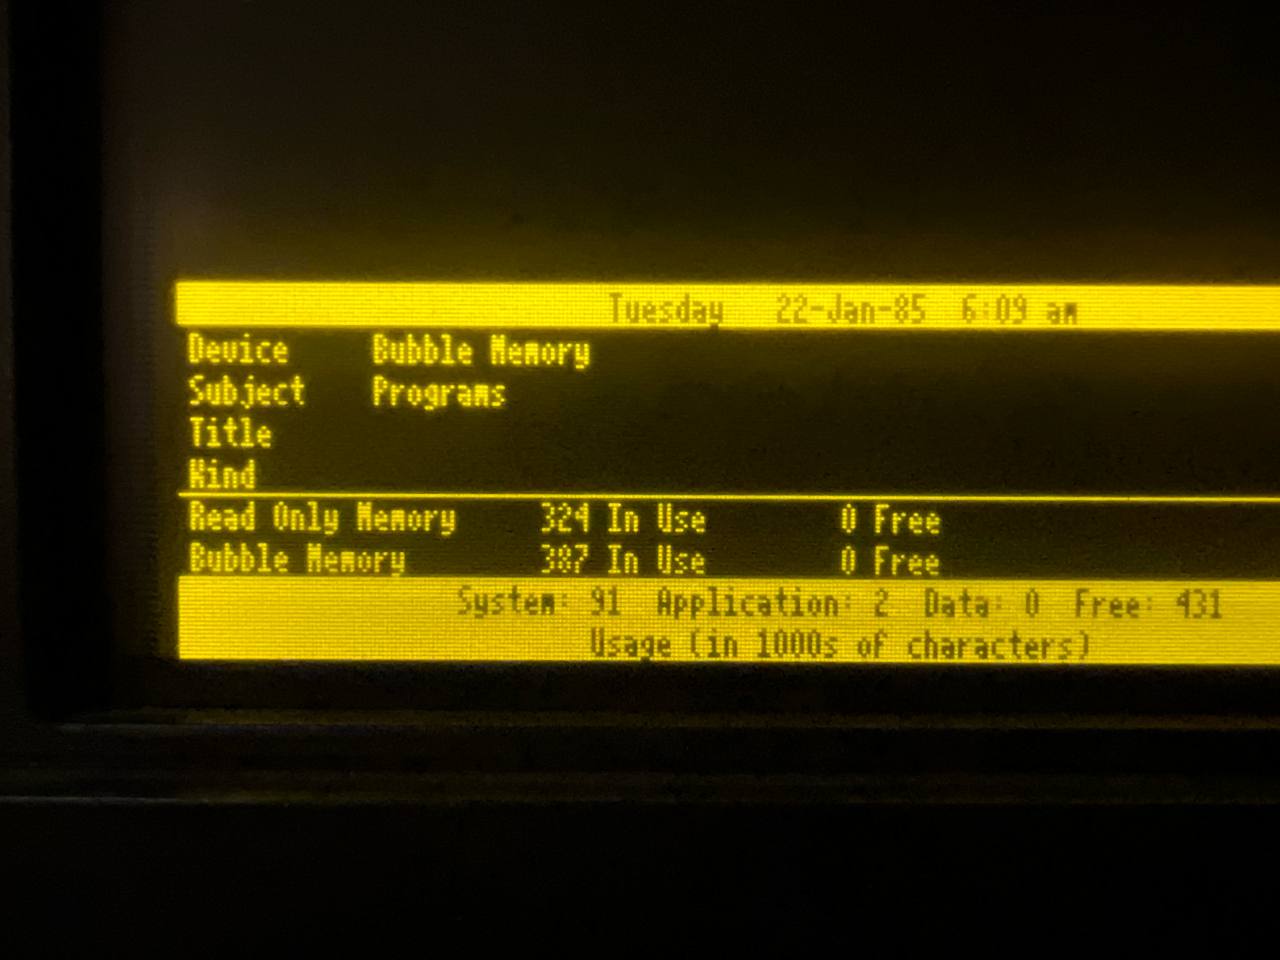 Tuesday 22-Jan-85 6:09 am
Device Bubble Memory
Subject Programs
Title
Kind
Read Only Memory 324 In Use 0 Free
Bubble Memory 387 In Use 0 Free
System: 91 Application: 2 Data: 0 Free: 431
Usage (in 1000s of characters)